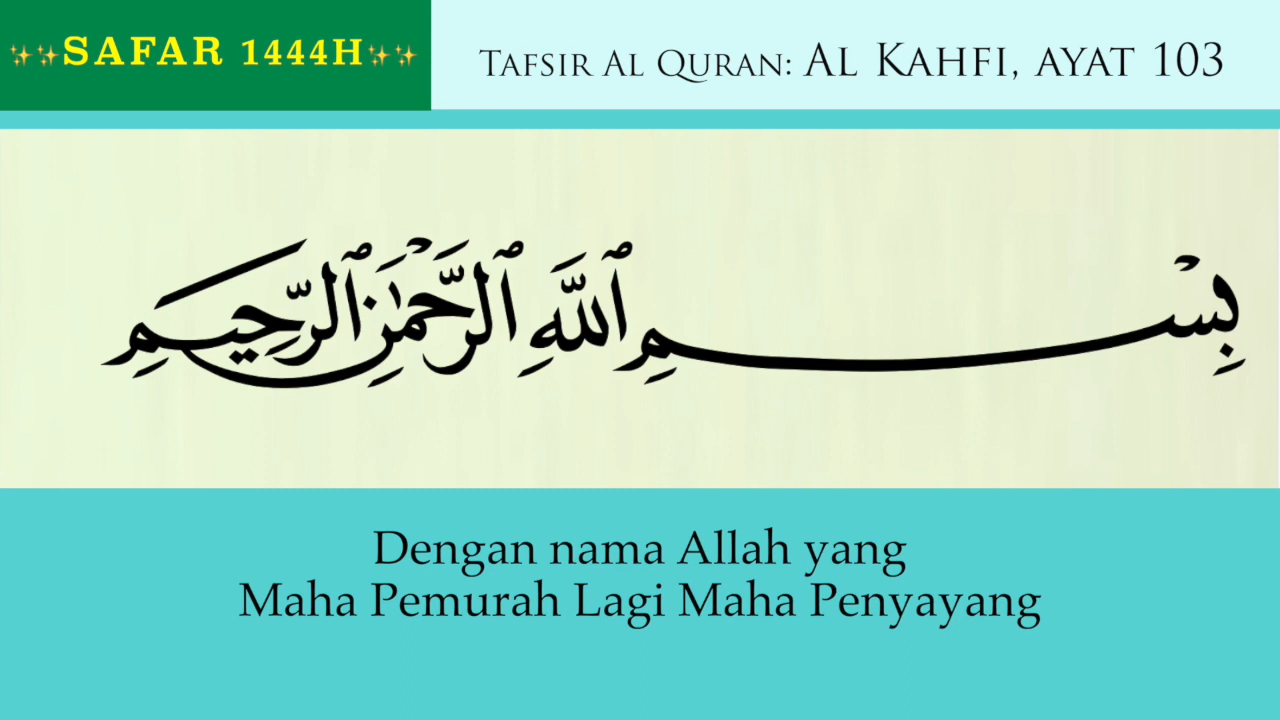 ✨✨SAFAR 1444H✨✨
TAFSIR AL QURAN: AL KAHFI, AYAT 103
بِسْمِ ٱللَّهِ ٱلرَّحْمَٰنِ ٱلرَّحِيمِ
Dengan nama Allah yang
Maha Pemurah Lagi Maha Penyayang